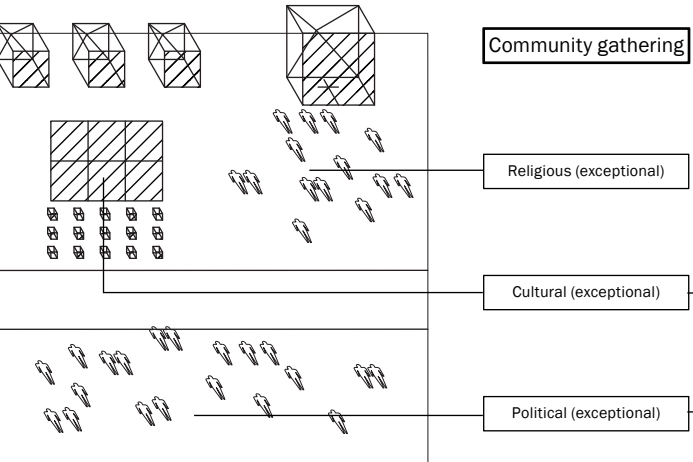 Community gathering
Religious (exceptional)
Cultural (exceptional)
Political (exceptional)